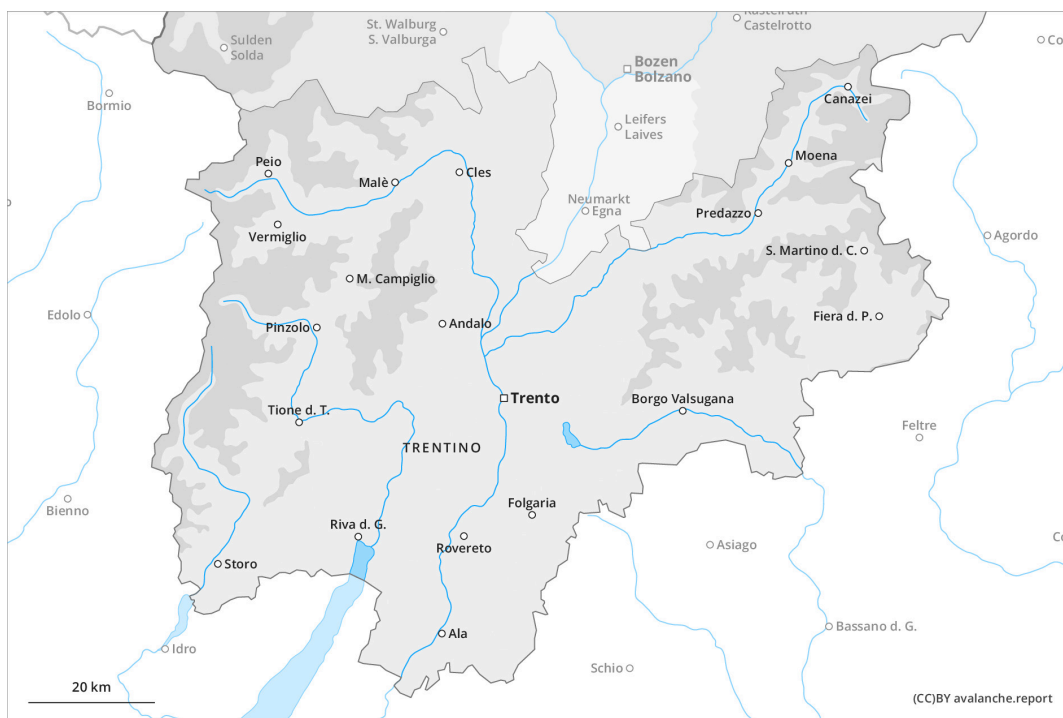 Kastelruth
Castelrotto
St. Walburg
S. Valburga
Sulden
Solda
Bozen
Bolzano
Canazei
Bormio
Leifers
Laives
Moena
Peio
Malè
Cles
Neumarkt
Egna
Predazzo
Vermiglio
Agordo
S. Martino d. C.
M. Campiglio
Edolo
Pinzolo
Andalo
Fiera d. P.
Trento
Borgo Valsugana
Tione d. T.
Feltre
TRENTINO
Bienno
Folgaria
Riva d. G.
Rovereto
Asiago
Storo
Ala
Bassano d. G.
Idro
Schio
20 km
(CC)BY avalanche.report